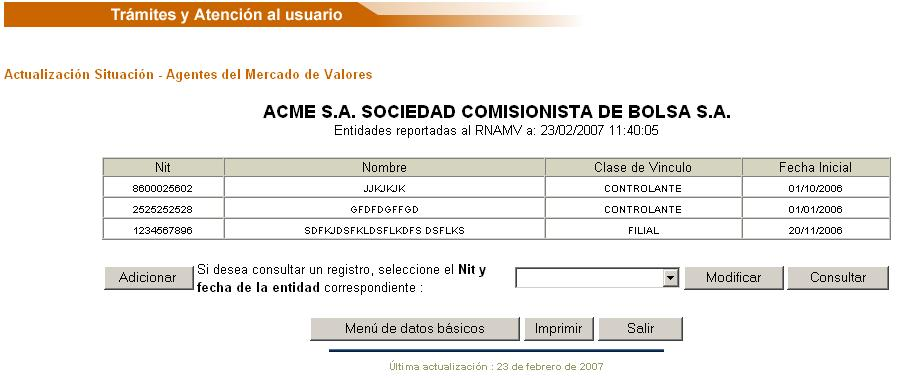 Trámites y Atención al usuario
Actualización Situación - Agentes del Mercado de Valores
ACME S.A. SOCIEDAD COMISIONISTA DE BOLSA S.A.
Entidades reportadas al RNAMV a: 23/02/2007 11:40:05
Nit Nombre Clase de Vinculo Fecha Inicial
8600025602 JJKJKJK CONTROLANTE 01/10/2006
2525252528 GFDFDGFFGD CONTROLANTE 01/01/2006
1234567896 SDFKJDSFKLDSFLKDFS DSFLKS FILIAL 20/11/2006
Adicionar Si desea consultar un registro, seleccione el Nit y Modificar Consultar
fecha de la entidad correspondiente :
Menú de datos básicos Imprimir Salir
Última actualización : 23 de febrero de 2007